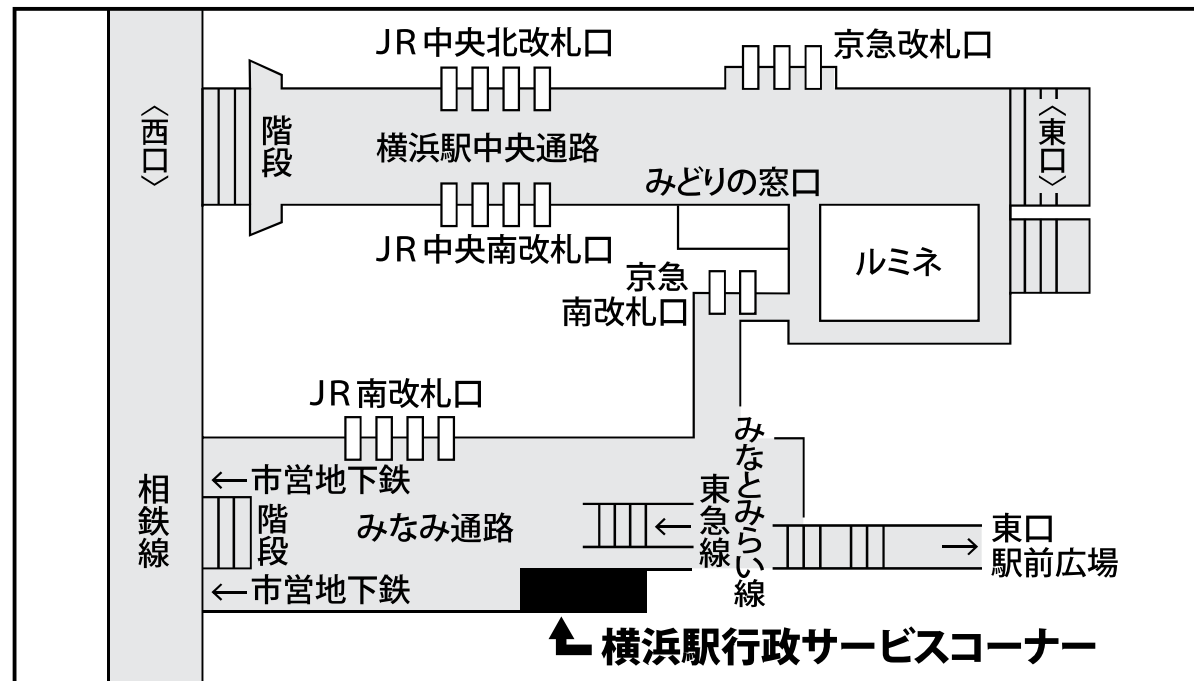 JR中央北改札口
京急改札口
〈西口〉
階段
横浜駅中央通路
〈東口〉
みどりの窓口
JR中央南改札口
ルミネ
京急
南改札口
JR南改札口
みなとみらい線
←市営地下鉄
相鉄線
階段
みなみ通路
←
東急線
→
東口
駅前広場
←市営地下鉄
横浜駅行政サービスコーナー